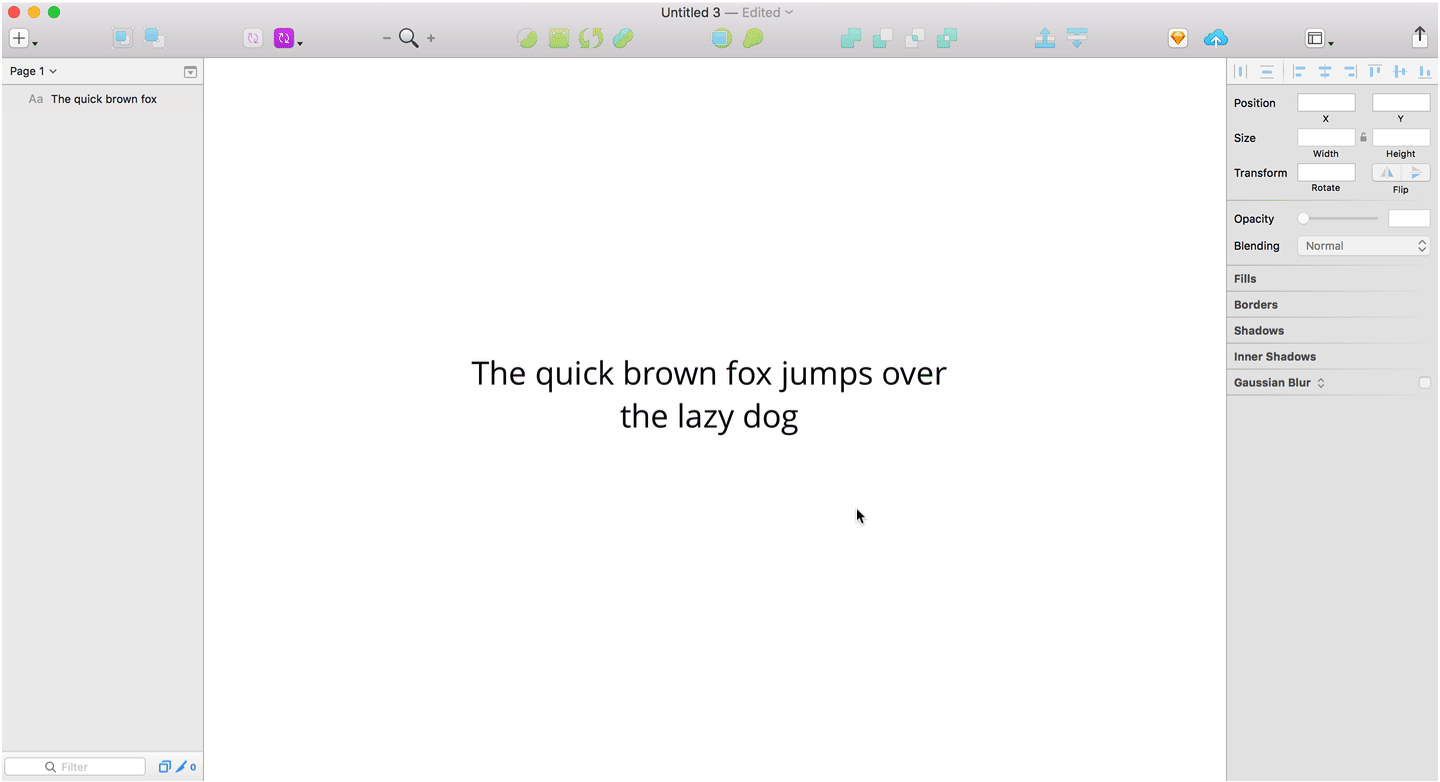 Untitled 3 — Edited
Page 1
Aa The quick brown fox
The quick brown fox jumps over
the lazy dog
Filter
0
Position
X Y
Size
Width Height
Transform
Rotate Flip
Opacity
Blending Normal
Fills
Borders
Shadows
Inner Shadows
Gaussian Blur